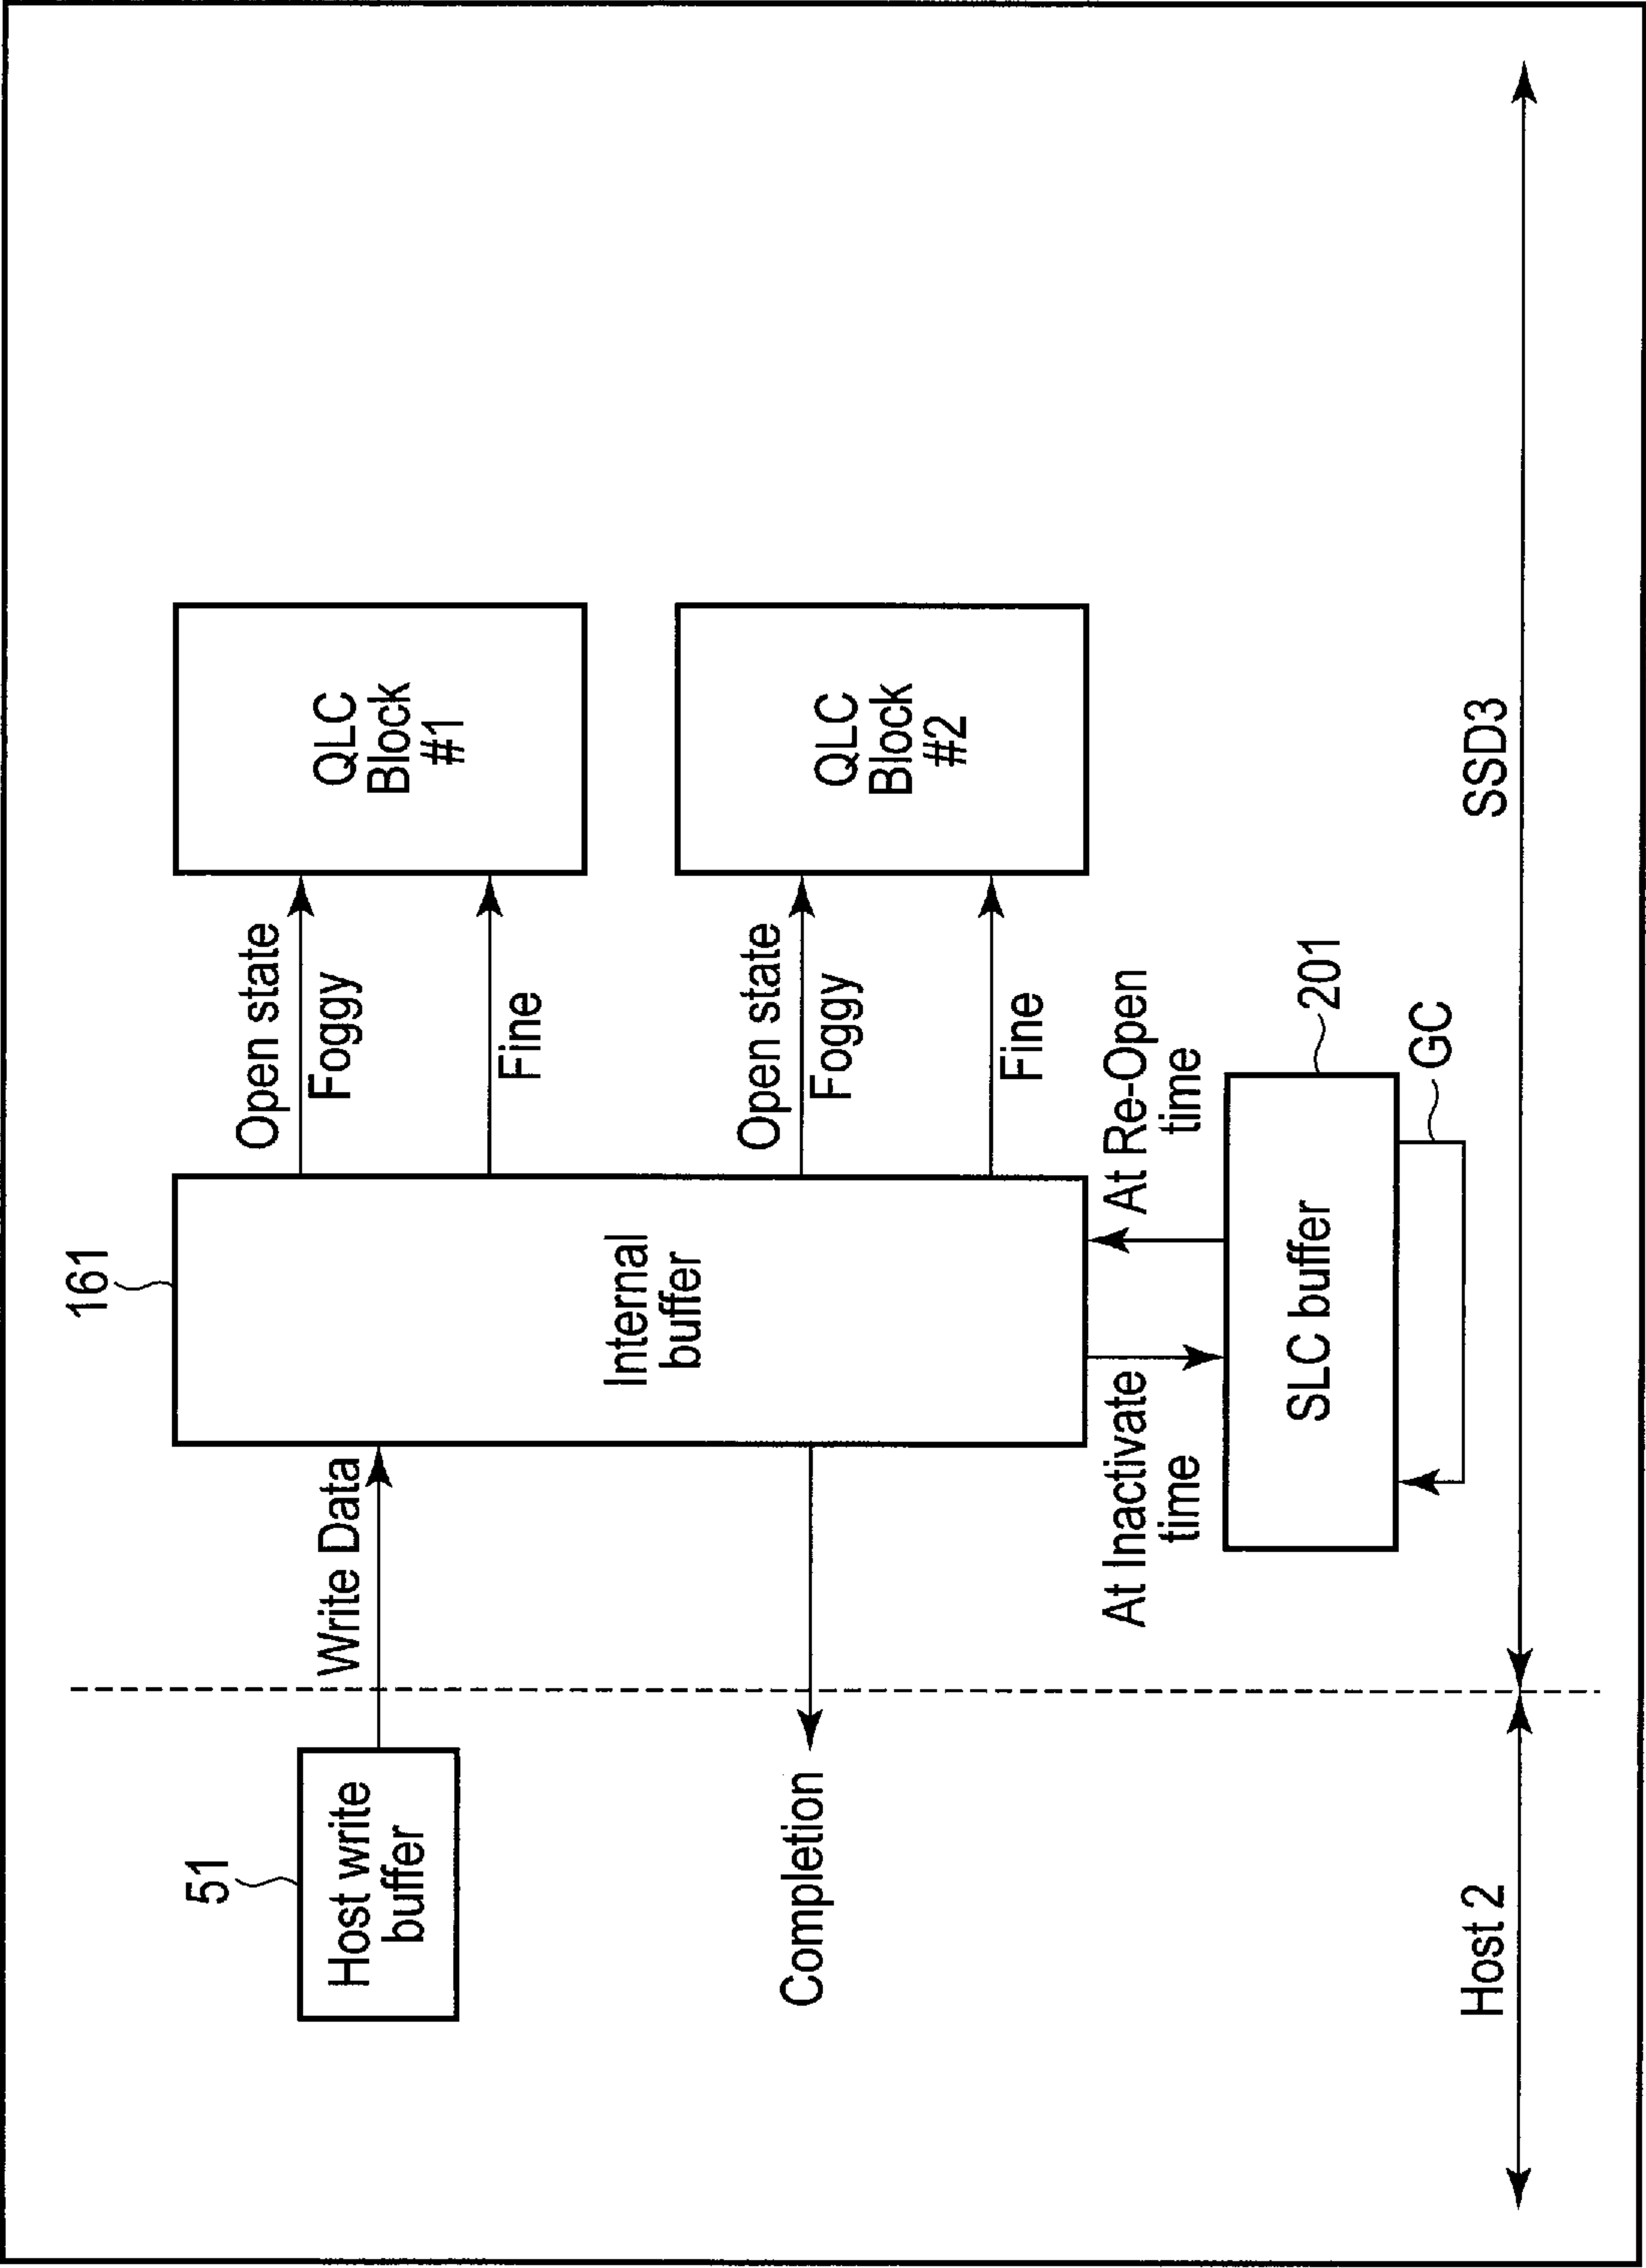 51
Host write
buffer
Write Data
Completion
161
Internal
buffer
Open state
Foggy
Fine
Open state
Foggy
Fine
QLC
Block
#1
QLC
Block
#2
At Inactivate
time
At Re-Open
time
SLC buffer
201
GC
Host 2
SSD3